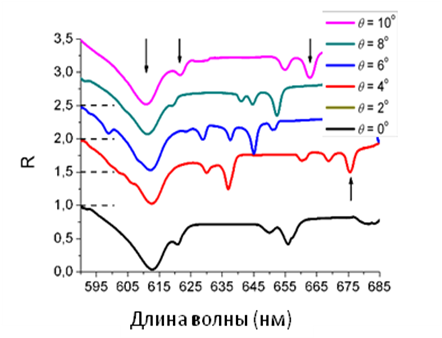 θ = 10°
θ = 8°
θ = 6°
θ = 4°
θ = 2°
θ = 0°
3,5
3,0
2,5
2,0
1,5
1,0
0,5
0,0
R
595 605 615 625 635 645 655 665 675 685
Длина волны (нм)